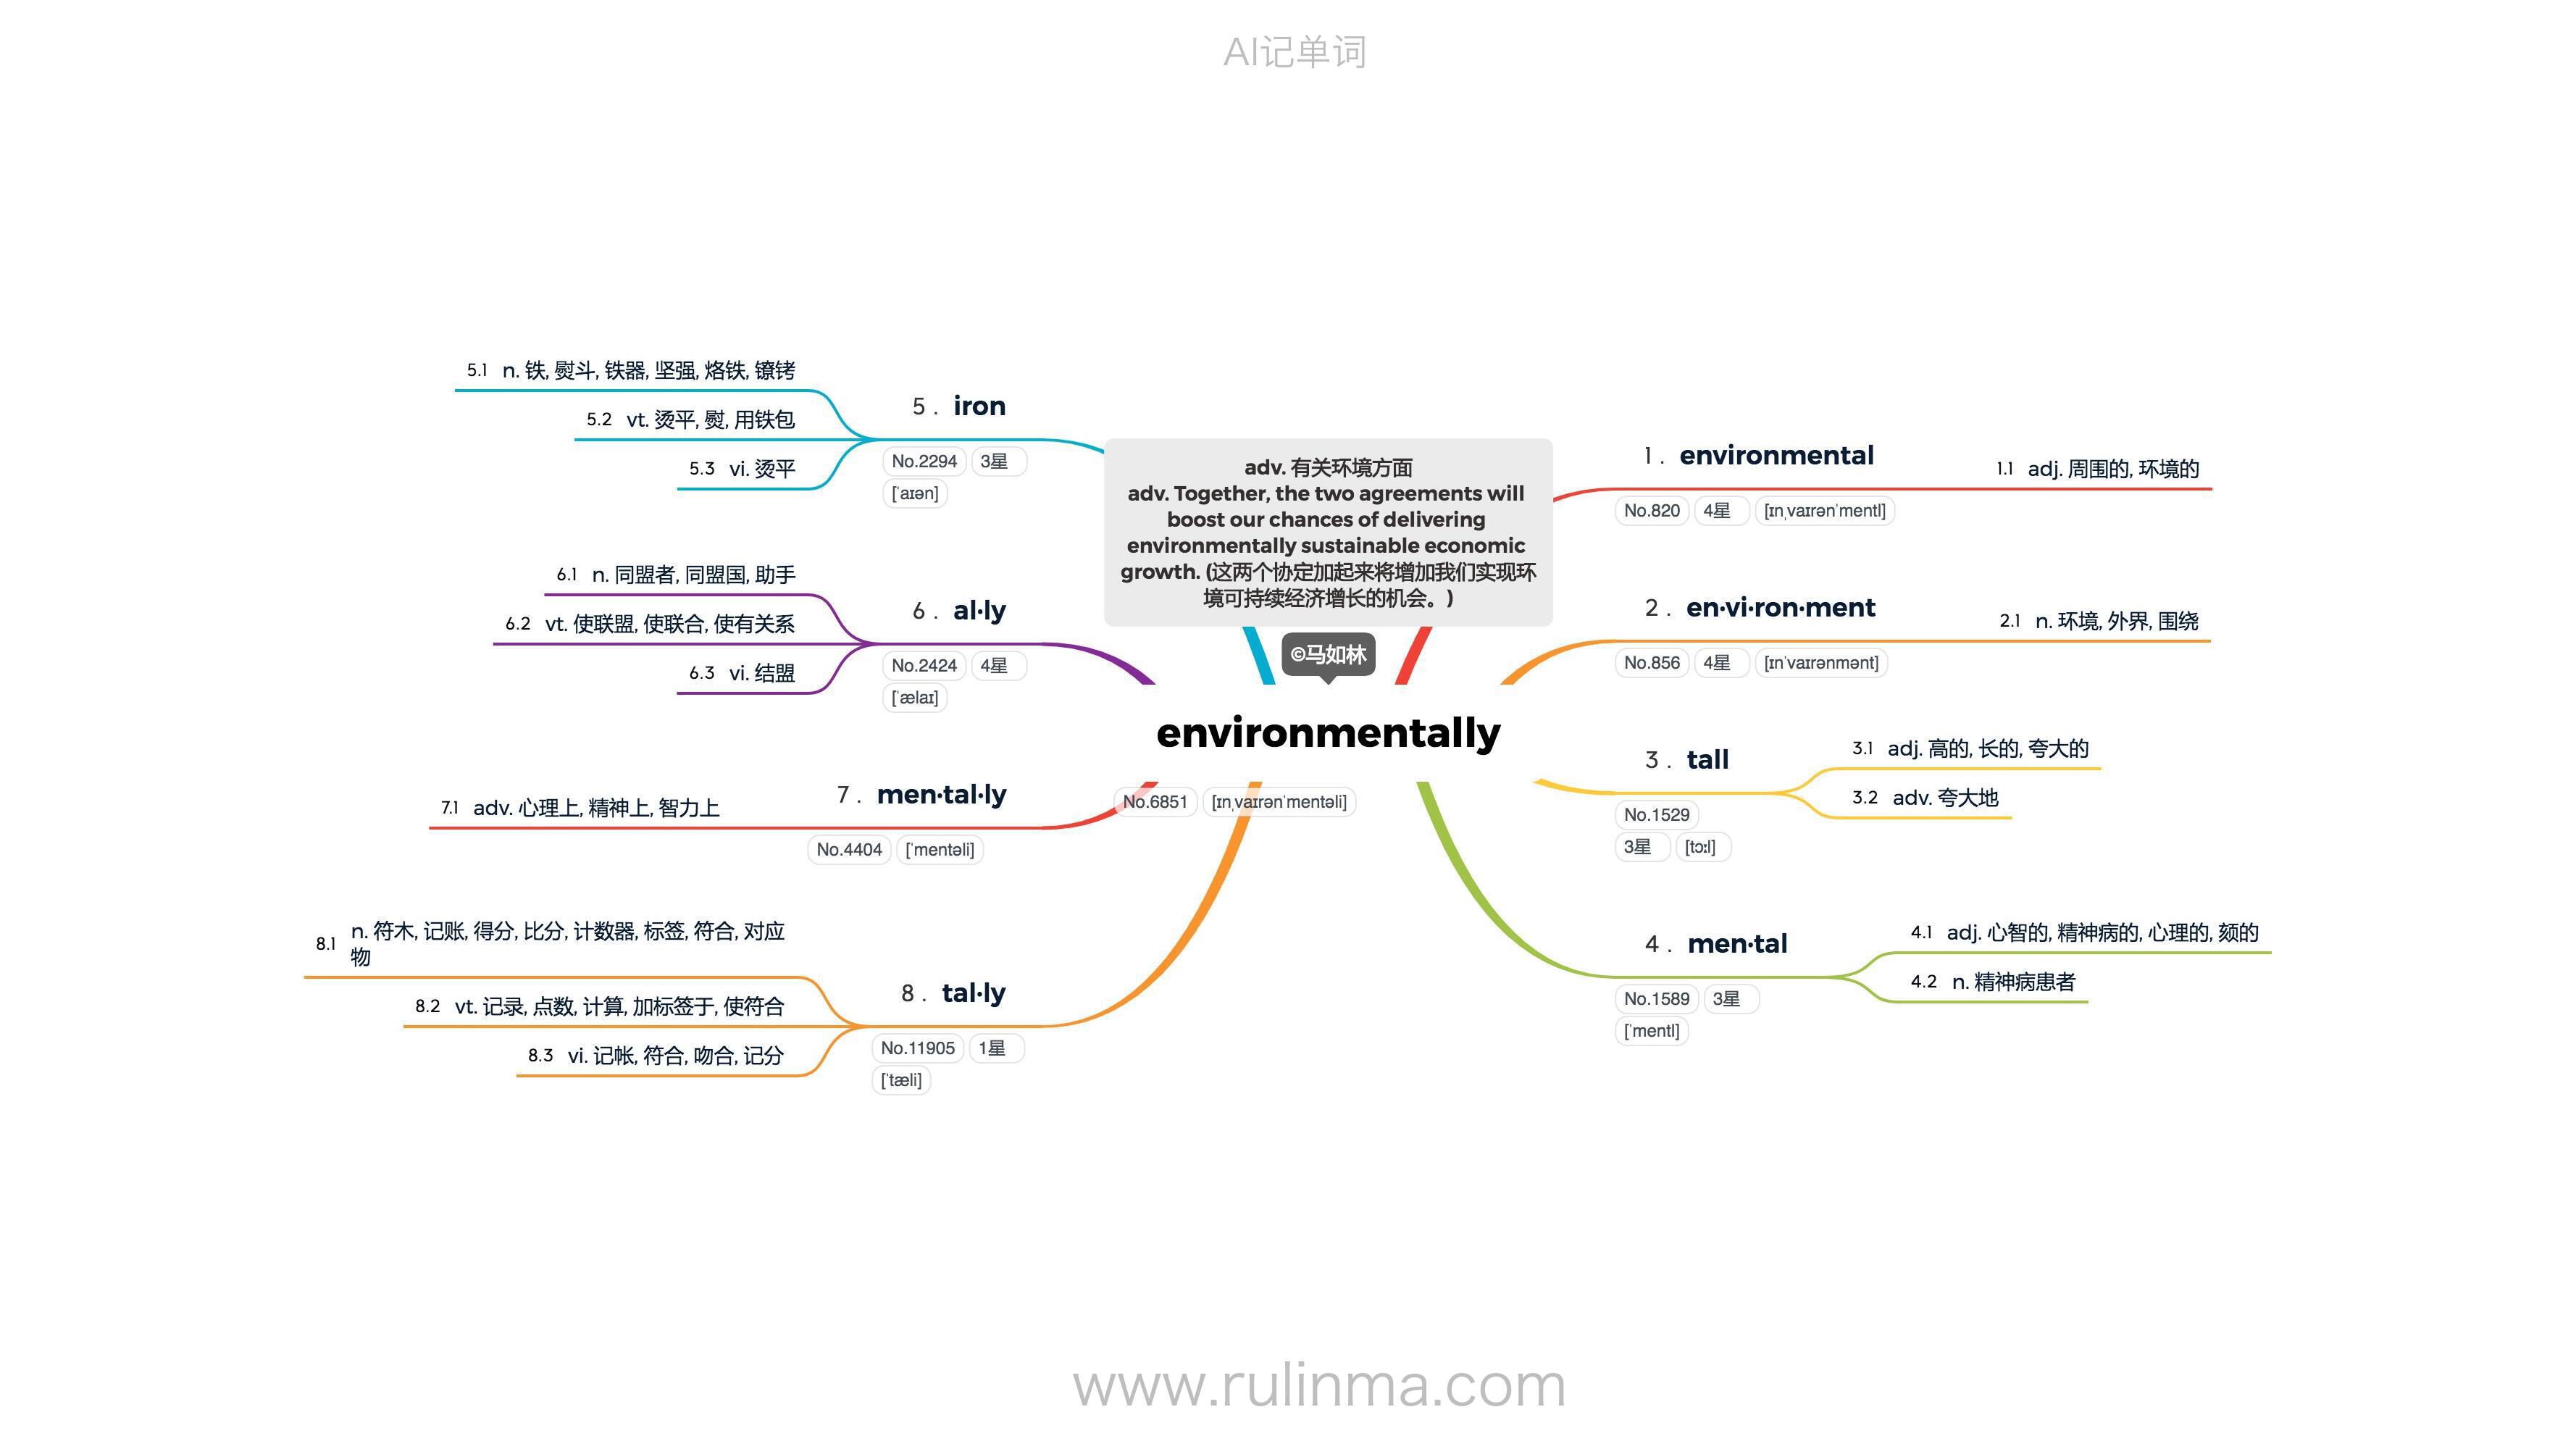 AI记单词
adv. 有关环境方面
adv. Together, the two agreements will
boost our chances of delivering
environmentally sustainable economic
growth. (这两个协定加起来将增加我们实现环
境可持续经济增长的机会。)
©马如林
environmentally
No.6851 [ɪnˌvaɪrənˈmentəli]
1 . environmental
No.820 4星 [ɪnˌvaɪrənˈmentl]
1.1 adj. 周围的, 环境的
2 . en·vi·ron·ment
No.856 4星 [ɪnˈvaɪrənmənt]
2.1 n. 环境, 外界, 围绕
3 . tall
No.1529
3星 [tɔːl]
3.1 adj. 高的, 长的, 夸大的
3.2 adv. 夸大地
4 . men·tal
No.1589 3星
[ˈmentl]
4.1 adj. 心智的, 精神病的, 心理的, 颏的
4.2 n. 精神病患者
5 . iron
No.2294 3星
[ˈaɪən]
5.1 n. 铁, 熨斗, 铁器, 坚强, 烙铁, 镣铐
5.2 vt. 烫平, 熨, 用铁包
5.3 vi. 烫平
6 . al·ly
No.2424 4星
[ˈælaɪ]
6.1 n. 同盟者, 同盟国, 助手
6.2 vt. 使联盟, 使联合, 使有关系
6.3 vi. 结盟
7 . men·tal·ly
No.4404 [ˈmentəli]
7.1 adv. 心理上, 精神上, 智力上
8 . tal·ly
No.11905 1星
[ˈtæli]
8.1 n. 符木, 记账, 得分, 比分, 计数器, 标签, 符合, 对应
物
8.2 vt. 记录, 点数, 计算, 加标签于, 使符合
8.3 vi. 记帐, 符合, 吻合, 记分
www.rulinma.com